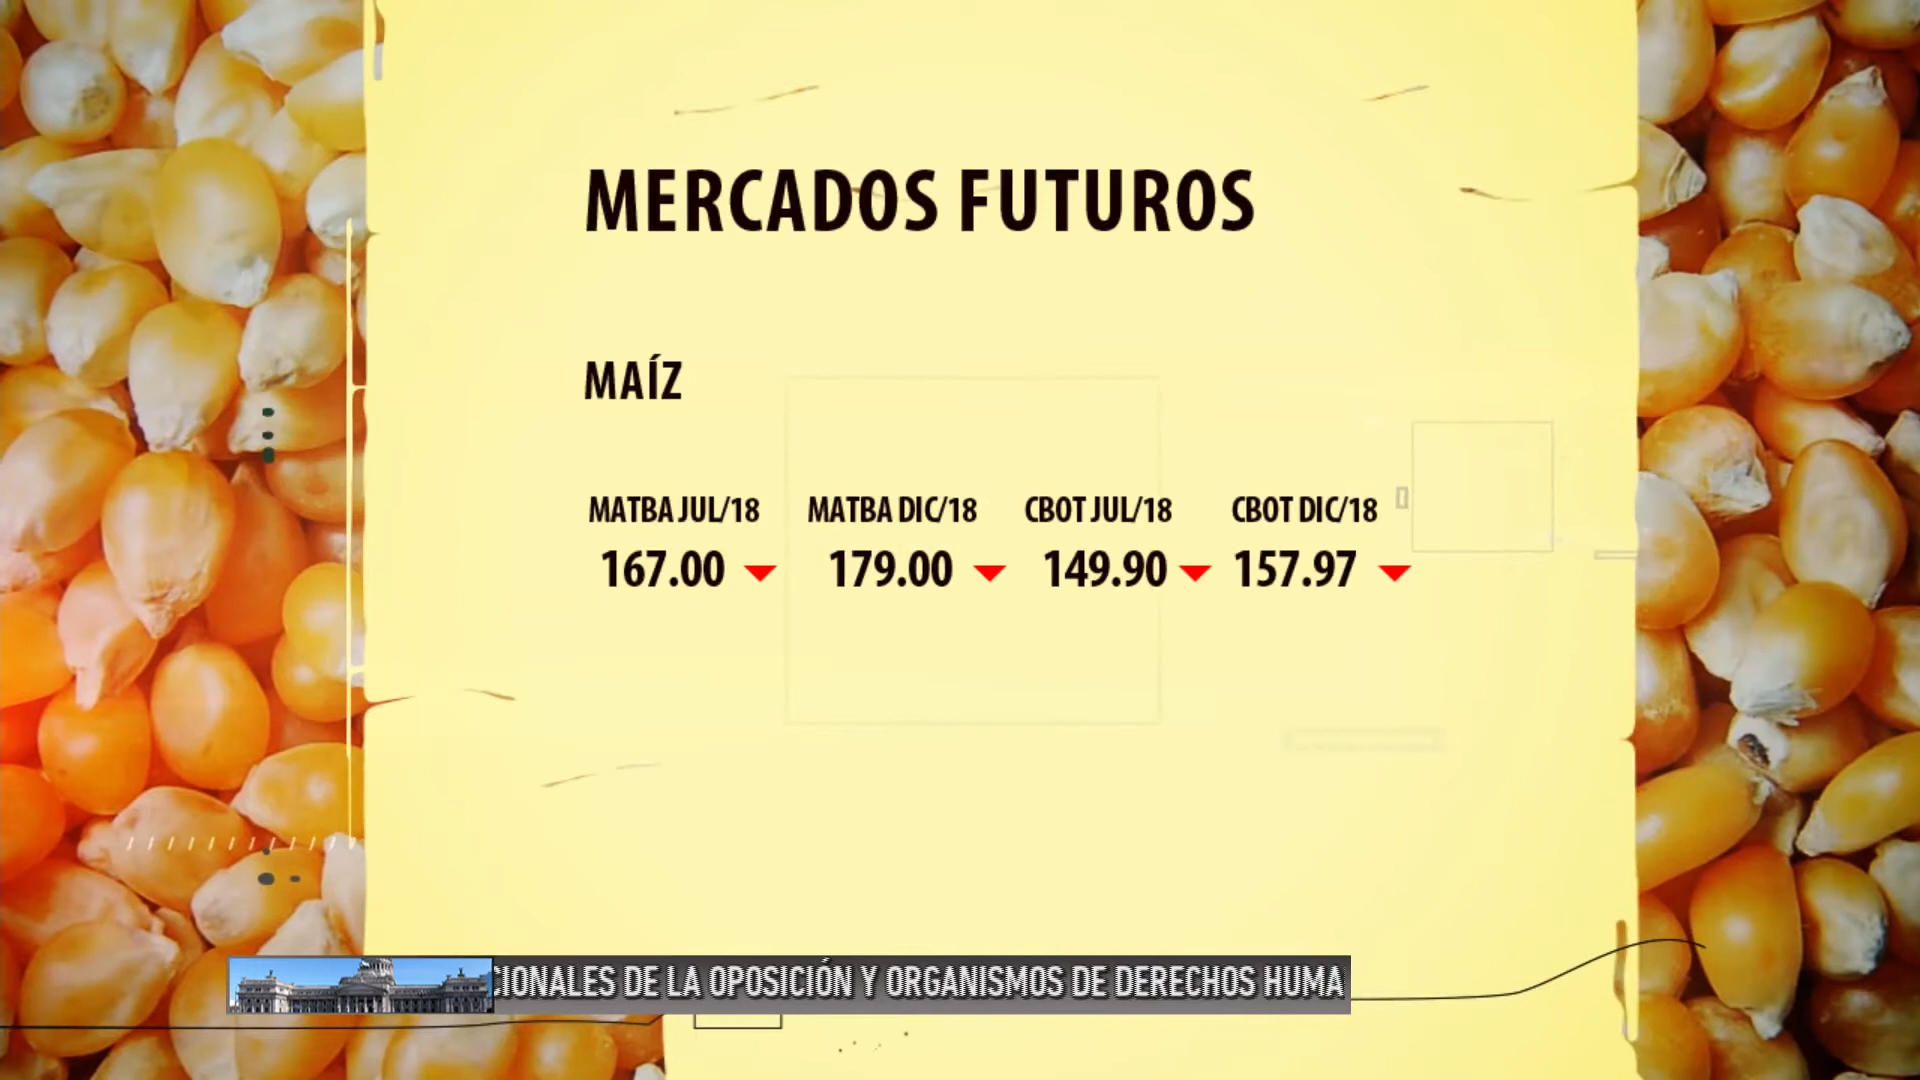 MERCADOS FUTUROS
MAÍZ
MATBA JUL/18 MATBA DIC/18 CBOT JUL/18 CBOT DIC/18
167.00 179.00 149.90 157.97
CIONALES DE LA OPOSICIÓN Y ORGANISMOS DE DERECHOS HUMA